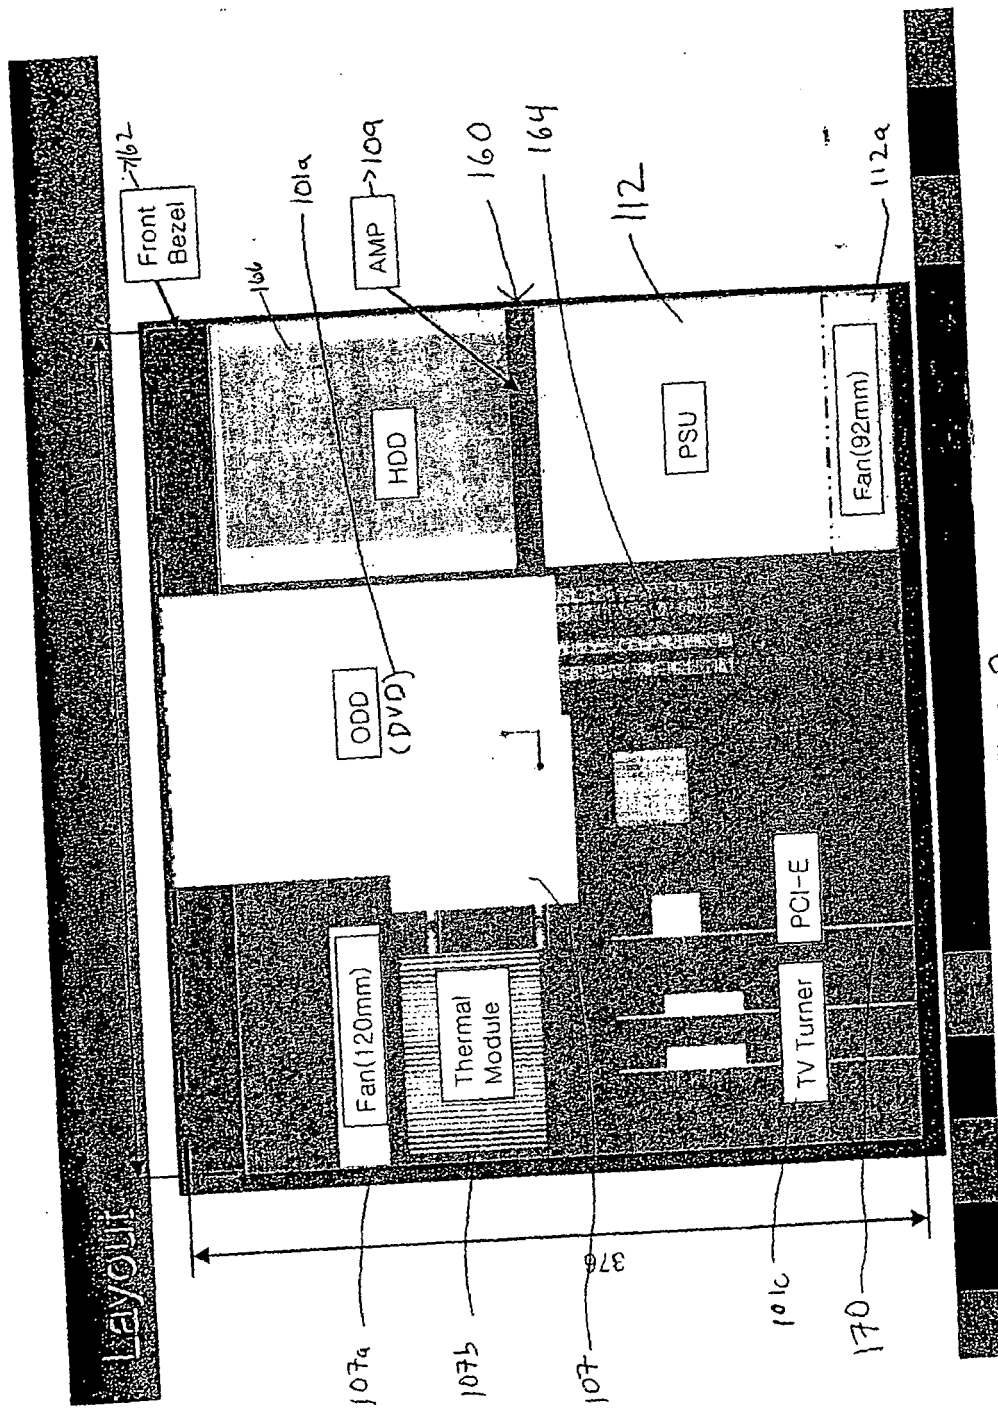 Layout
Front
Bezel
162
166
101a
AMP
109
160
164
112
112a
HDD
PSU
Fan(92mm)
ODD
(DVD)
Fan(120mm)
Thermal
Module
PCI-E
TV Turner
376
107a
107b
107
101c
170